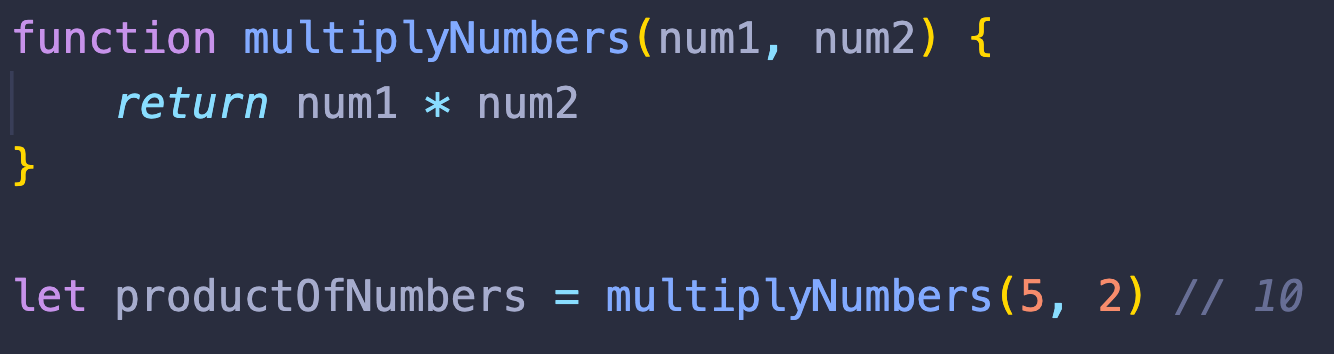 function multiplyNumbers(num1, num2) {
    return num1 * num2
}
let productOfNumbers = multiplyNumbers(5, 2) // 10